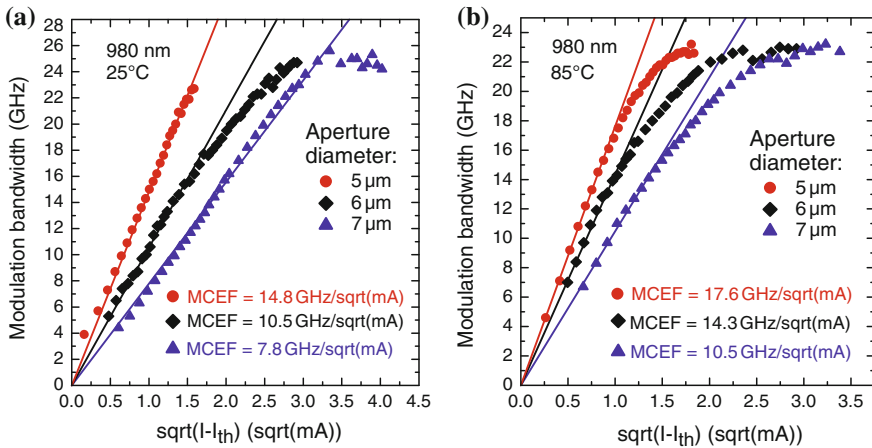 (a)
Modulation bandwidth (GHz)
28
26
24
22
20
18
16
14
12
10
8
6
4
2
0
980 nm
25°C
Aperture
diameter:
5 µm
6 µm
7 µm
MCEF = 14.8 GHz/sqrt(mA)
MCEF = 10.5 GHz/sqrt(mA)
MCEF = 7.8 GHz/sqrt(mA)
0.0 0.5 1.0 1.5 2.0 2.5 3.0 3.5 4.0 4.5
sqrt(I-Ith) (sqrt(mA))
(b)
Modulation bandwidth (GHz)
24
22
20
18
16
14
12
10
8
6
4
2
0
980 nm
85°C
Aperture
diameter:
5 µm
6 µm
7 µm
MCEF = 17.6 GHz/sqrt(mA)
MCEF = 14.3 GHz/sqrt(mA)
MCEF = 10.5 GHz/sqrt(mA)
0.0 0.5 1.0 1.5 2.0 2.5 3.0 3.5
sqrt(I-Ith) (sqrt(mA))